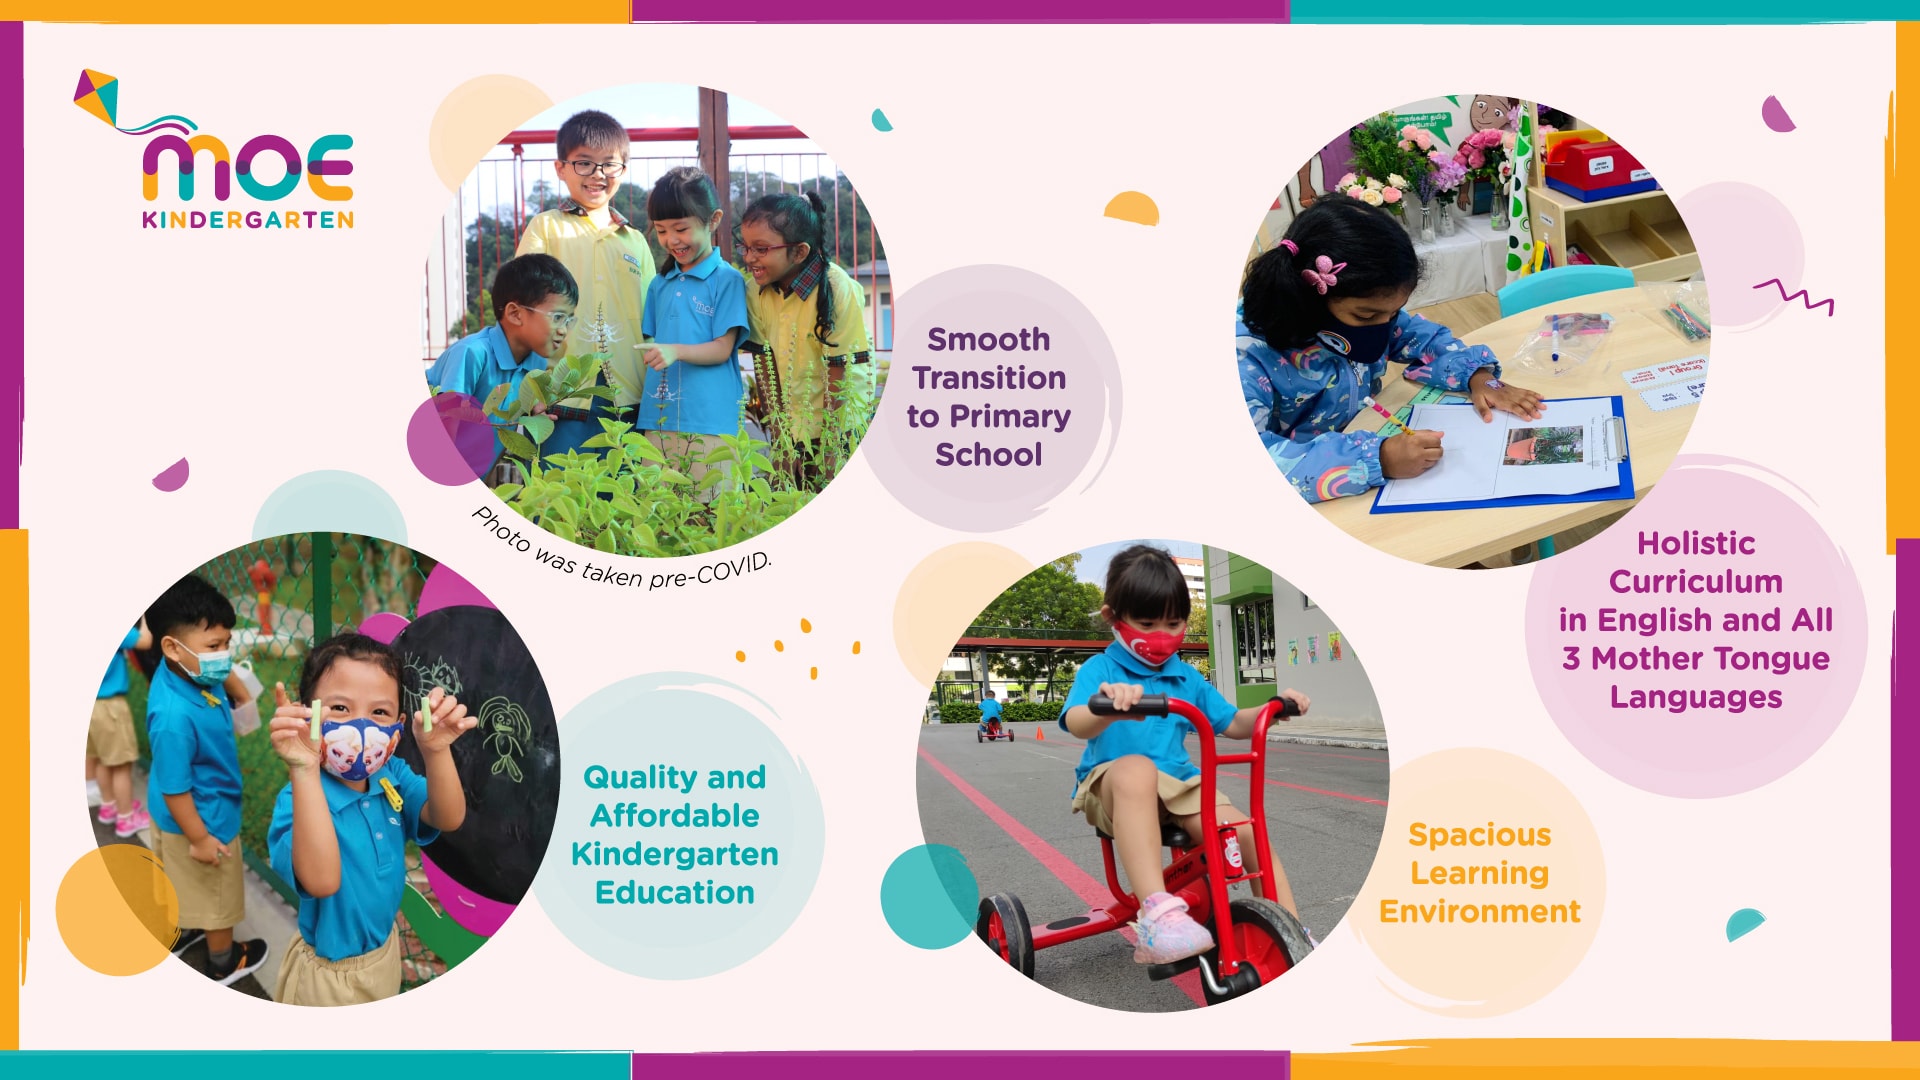 moe
KINDERGARTEN
Smooth
Transition
to Primary
School
Photo was taken pre-COVID.
Holistic
Curriculum
in English and All
3 Mother Tongue
Languages
Quality and
Affordable
Kindergarten
Education
Spacious
Learning
Environment